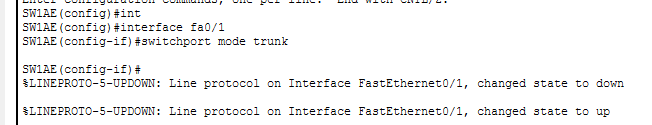 Enter configuration commands, one per line.  End with CNTL/Z.
SW1AE(config)#int
SW1AE(config)#interface fa0/1
SW1AE(config-if)#switchport mode trunk
SW1AE(config-if)#
%LINEPROTO-5-UPDOWN: Line protocol on Interface FastEthernet0/1, changed state to down
%LINEPROTO-5-UPDOWN: Line protocol on Interface FastEthernet0/1, changed state to up